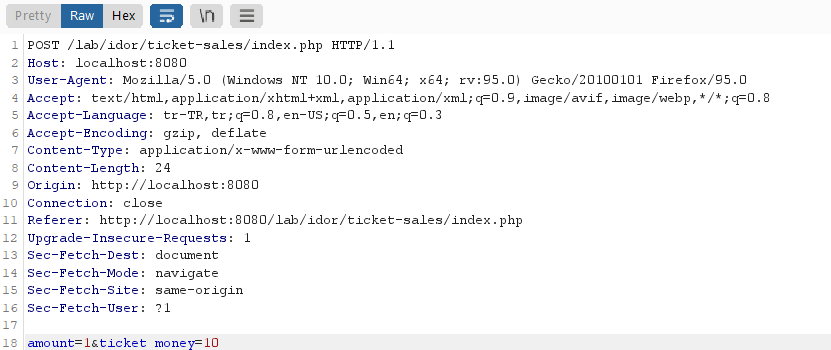 Pretty Raw Hex \n
1 POST /lab/idor/ticket-sales/index.php HTTP/1.1
2 Host: localhost:8080
3 User-Agent: Mozilla/5.0 (Windows NT 10.0; Win64; x64; rv:95.0) Gecko/20100101 Firefox/95.0
4 Accept: text/html,application/xhtml+xml,application/xml;q=0.9,image/avif,image/webp,*/*;q=0.8
5 Accept-Language: tr-TR,tr;q=0.8,en-US;q=0.5,en;q=0.3
6 Accept-Encoding: gzip, deflate
7 Content-Type: application/x-www-form-urlencoded
8 Content-Length: 24
9 Origin: http://localhost:8080
10 Connection: close
11 Referer: http://localhost:8080/lab/idor/ticket-sales/index.php
12 Upgrade-Insecure-Requests: 1
13 Sec-Fetch-Dest: document
14 Sec-Fetch-Mode: navigate
15 Sec-Fetch-Site: same-origin
16 Sec-Fetch-User: ?1
17
18 amount=1&ticket money=10